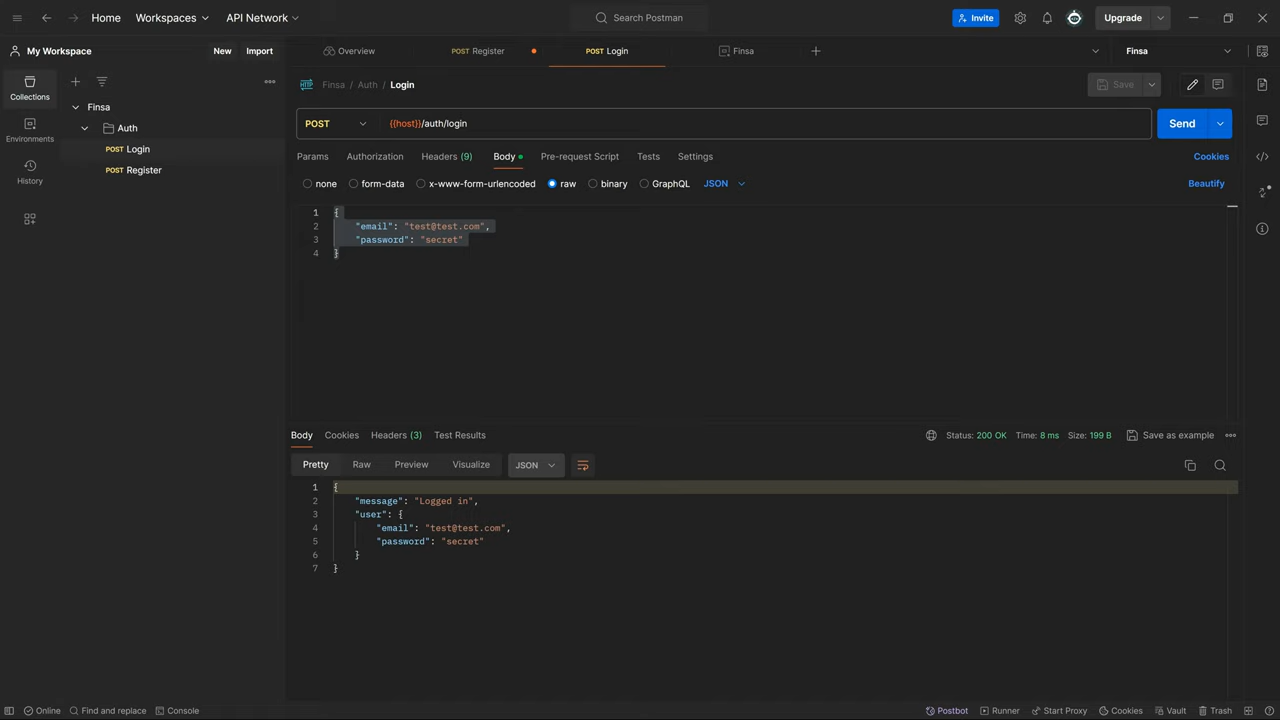 Home Workspaces API Network Search Postman Invite Upgrade
My Workspace New Import Overview POST Register POST Login Finsa Finsa
Collections
Environments
History
Finsa
Auth
POST Login
POST Register
Finsa / Auth / Login Save
POST {{host}}/auth/login Send
Params Authorization Headers (9) Body Pre-request Script Tests Settings Cookies
none form-data x-www-form-urlencoded raw binary GraphQL JSON Beautify
1 {
2 "email": "test@test.com",
3 "password": "secret"
4 }
Body Cookies Headers (3) Test Results Status: 200 OK Time: 8 ms Size: 199 B Save as example
Pretty Raw Preview Visualize JSON
1 {
2 "message": "Logged in",
3 "user": {
4 "email": "test@test.com",
5 "password": "secret"
6 }
7 }
Online Find and replace Console Postbot Runner Start Proxy Cookies Vault Trash